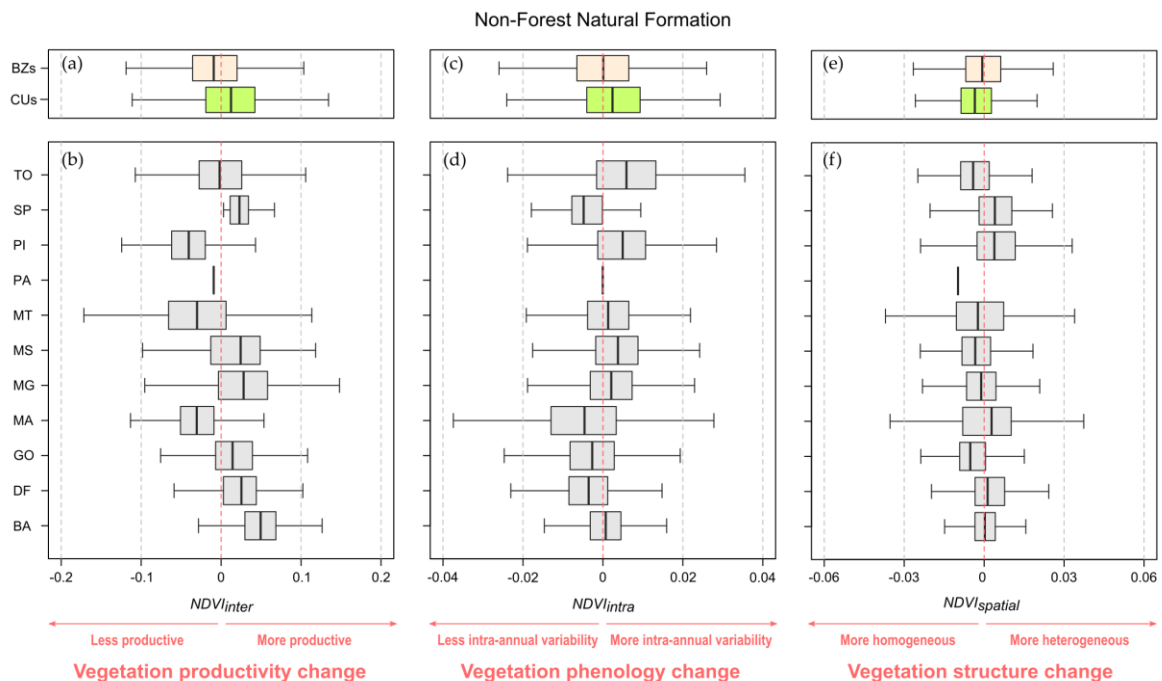 Non-Forest Natural Formation
(a)
(c)
(e)
BZs
CUs
(b)
(d)
(f)
TO
SP
PI
PA
MT
MS
MG
MA
GO
DF
BA
-0.2 -0.1 0 0.1 0.2
-0.04 -0.02 0 0.02 0.04
-0.06 -0.03 0 0.03 0.06
NDVIinter
NDVIintra
NDVIspatial
Less productive More productive
Less intra-annual variability More intra-annual variability
More homogeneous More heterogeneous
Vegetation productivity change
Vegetation phenology change
Vegetation structure change